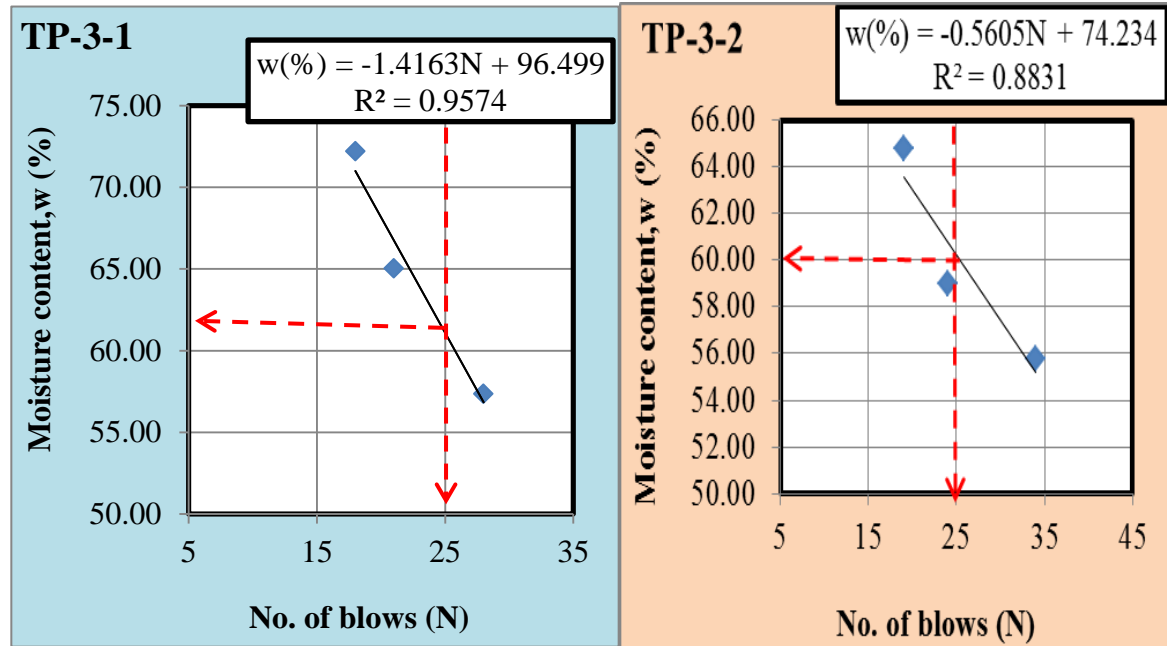 TP-3-1
w(%) = -1.4163N + 96.499
R² = 0.9574
75.00
70.00
65.00
60.00
55.00
50.00
Moisture content,w (%)
5 15 25 35
No. of blows (N)
TP-3-2
w(%) = -0.5605N + 74.234
R² = 0.8831
66.00
64.00
62.00
60.00
58.00
56.00
54.00
52.00
50.00
Moisture content,w (%)
5 15 25 35 45
No. of blows (N)